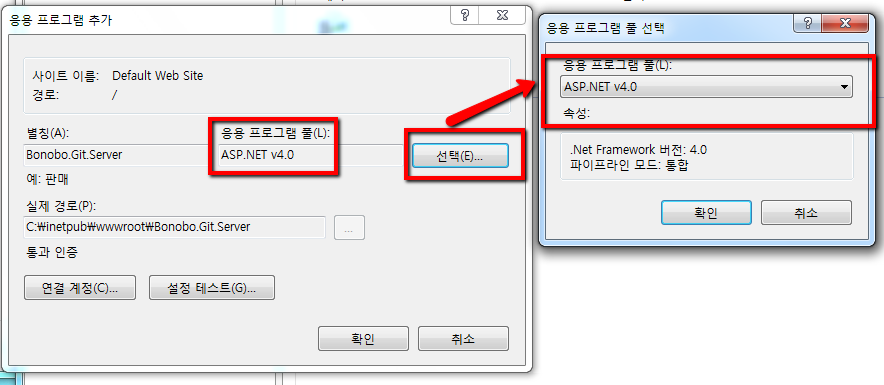 응용 프로그램 추가
사이트 이름: Default Web Site
경로: /
별칭(A):
응용 프로그램 풀(L):
Bonobo.Git.Server
ASP.NET v4.0
선택(E)...
예: 판매
실제 경로(P):
C:₩inetpub₩wwwroot₩Bonobo.Git.Server
...
통과 인증
연결 계정(C)...
설정 테스트(G)...
확인
취소
응용 프로그램 풀 선택
응용 프로그램 풀(L):
ASP.NET v4.0
속성:
.Net Framework 버전: 4.0
파이프라인 모드: 통합
확인
취소